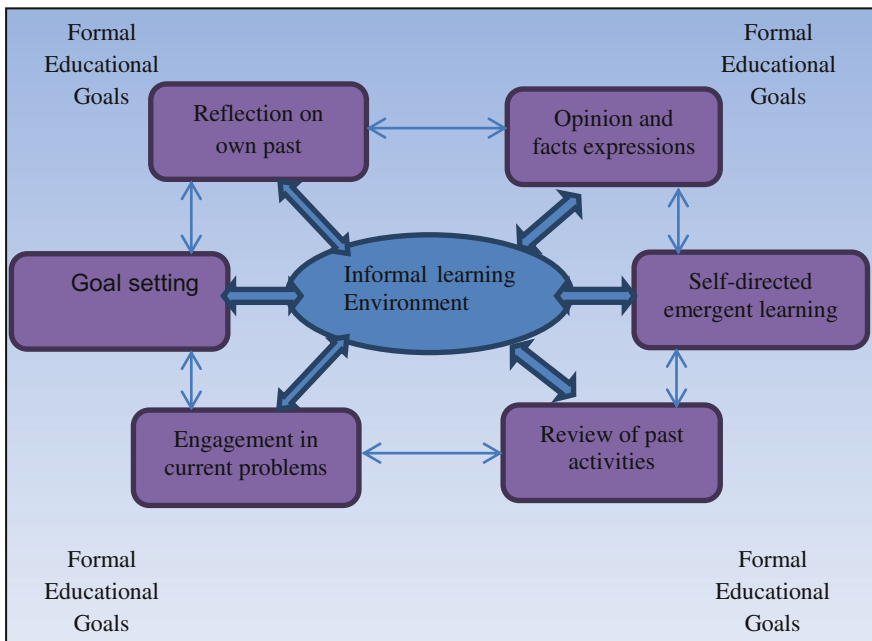 Formal
Educational
Goals
Formal
Educational
Goals
Reflection on
own past
Opinion and
facts expressions
Goal setting
Informal learning
Environment
Self-directed
emergent learning
Engagement in
current problems
Review of past
activities
Formal
Educational
Goals
Formal
Educational
Goals